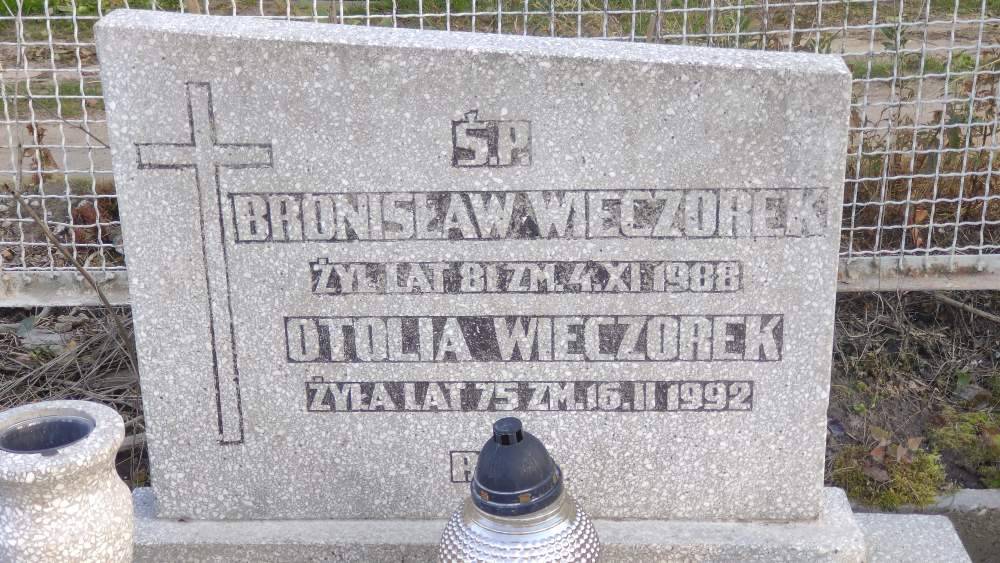 Ś.P.
BRONISŁAW WIECZOREK
ŻYŁ LAT 81 ZM. 4.XI.1988
OTOLIA WIECZOREK
ŻYŁA LAT 75 ZM. 16.II 1992